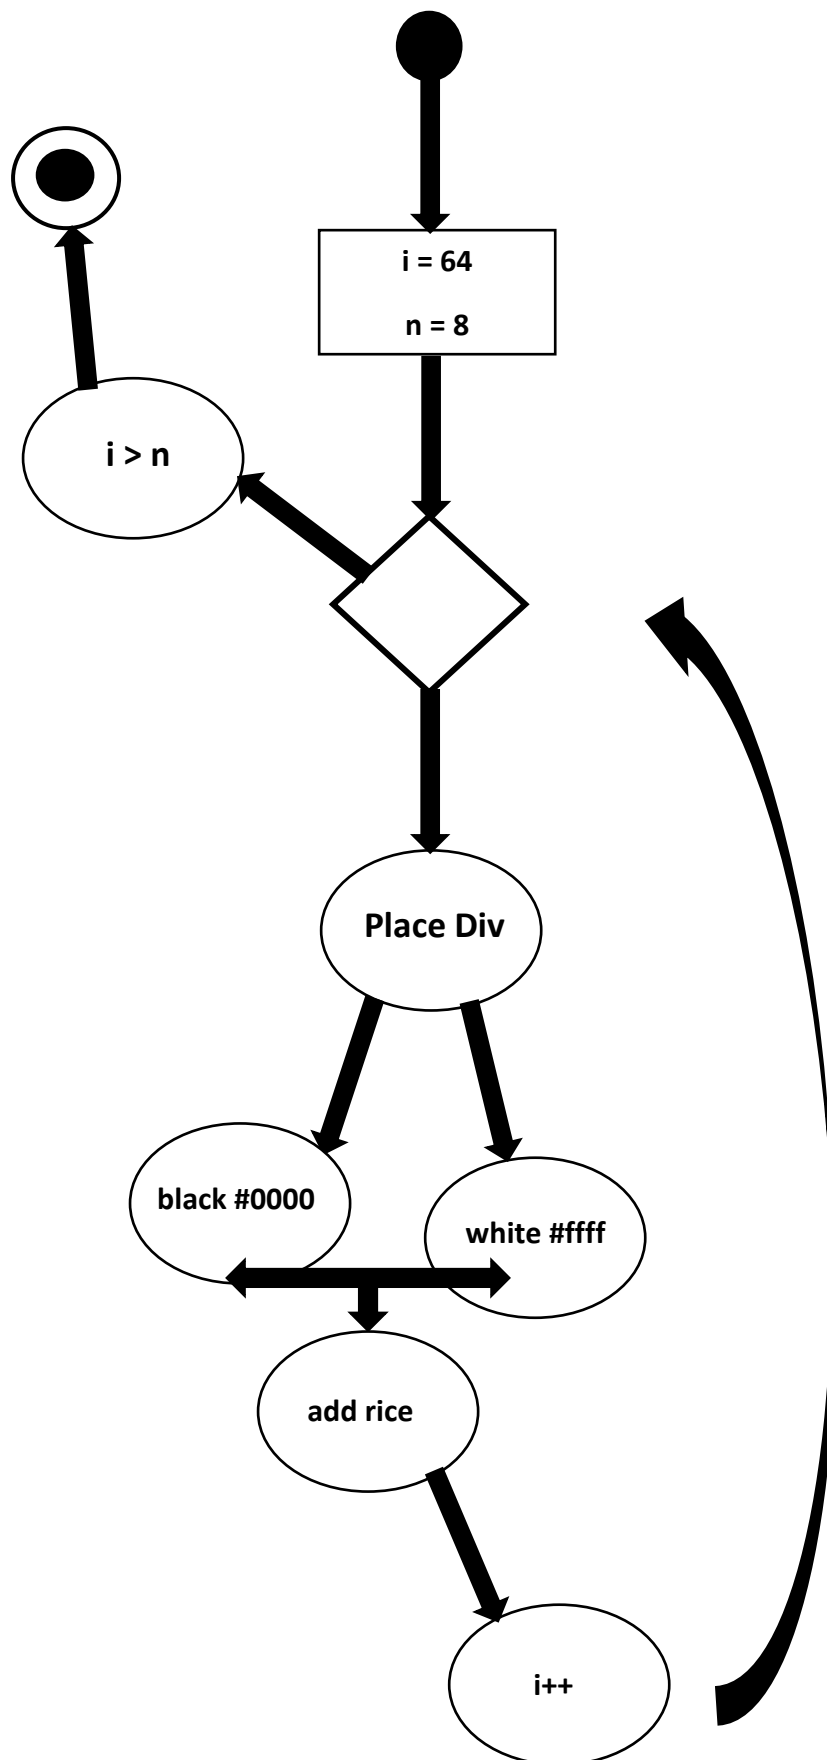 i = 64
n = 8
i > n
Place Div
black #0000
white #ffff
add rice
i++